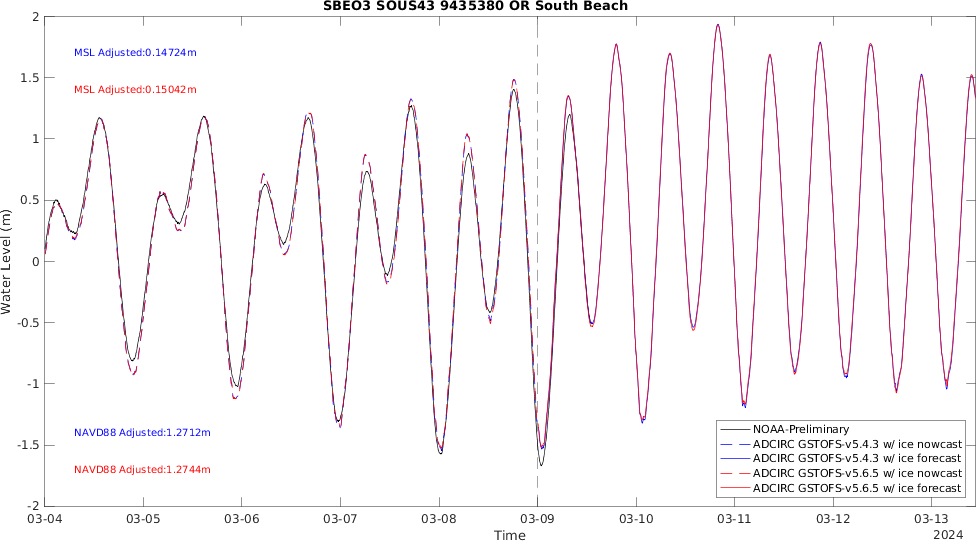 SBEO3 SOUS43 9435380 OR South Beach
2
1.5
1
0.5
0
-0.5
-1
-1.5
-2
Water Level (m)
MSL Adjusted:0.14724m
MSL Adjusted:0.15042m
NAVD88 Adjusted:1.2712m
NAVD88 Adjusted:1.2744m
NOAA-Preliminary
ADCIRC GSTOFS-v5.4.3 w/ ice nowcast
ADCIRC GSTOFS-v5.4.3 w/ ice forecast
ADCIRC GSTOFS-v5.6.5 w/ ice nowcast
ADCIRC GSTOFS-v5.6.5 w/ ice forecast
03-04 03-05 03-06 03-07 03-08 03-09 03-10 03-11 03-12 03-13
2024
Time